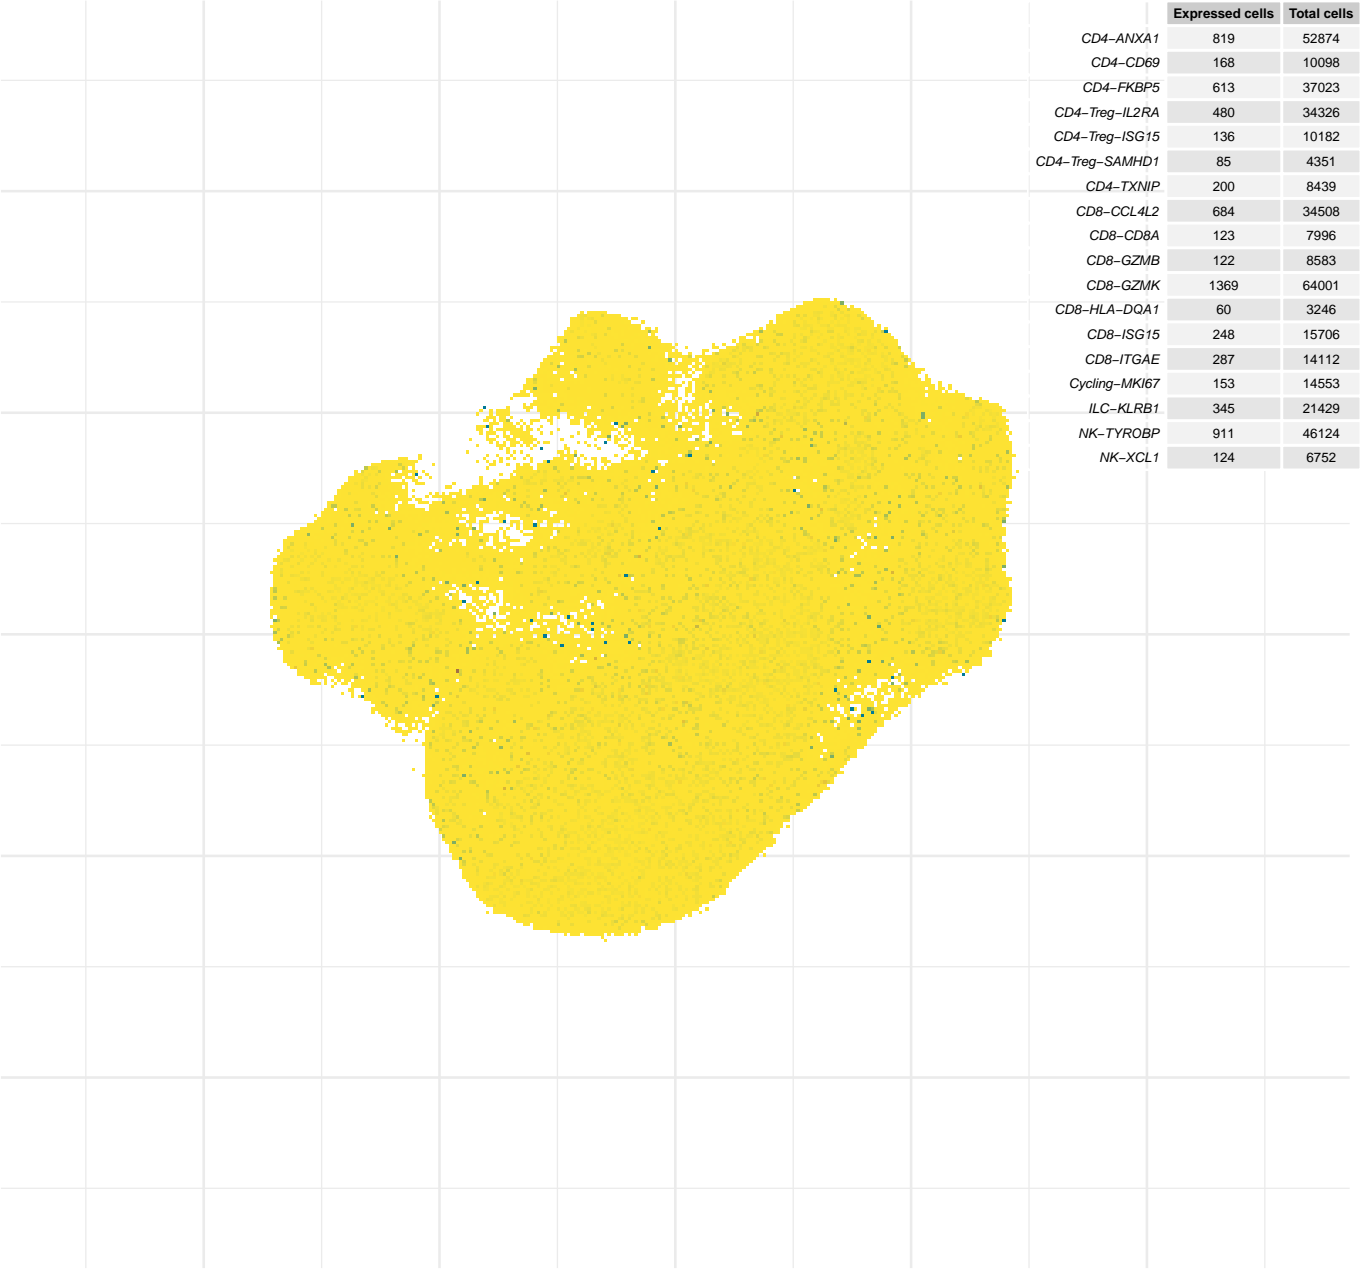 Expressed cells Total cells
CD4−ANXA1 819 52874
CD4−CD69 168 10098
CD4−FKBP5 613 37023
CD4−Treg−IL2RA 480 34326
CD4−Treg−ISG15 136 10182
CD4−Treg−SAMHD1 85 4351
CD4−TXNIP 200 8439
CD8−CCL4L2 684 34508
CD8−CD8A 123 7996
CD8−GZMB 122 8583
CD8−GZMK 1369 64001
CD8−HLA−DQA1 60 3246
CD8−ISG15 248 15706
CD8−ITGAE 287 14112
Cycling−MKI67 153 14553
ILC−KLRB1 345 21429
NK−TYROBP 911 46124
NK−XCL1 124 6752